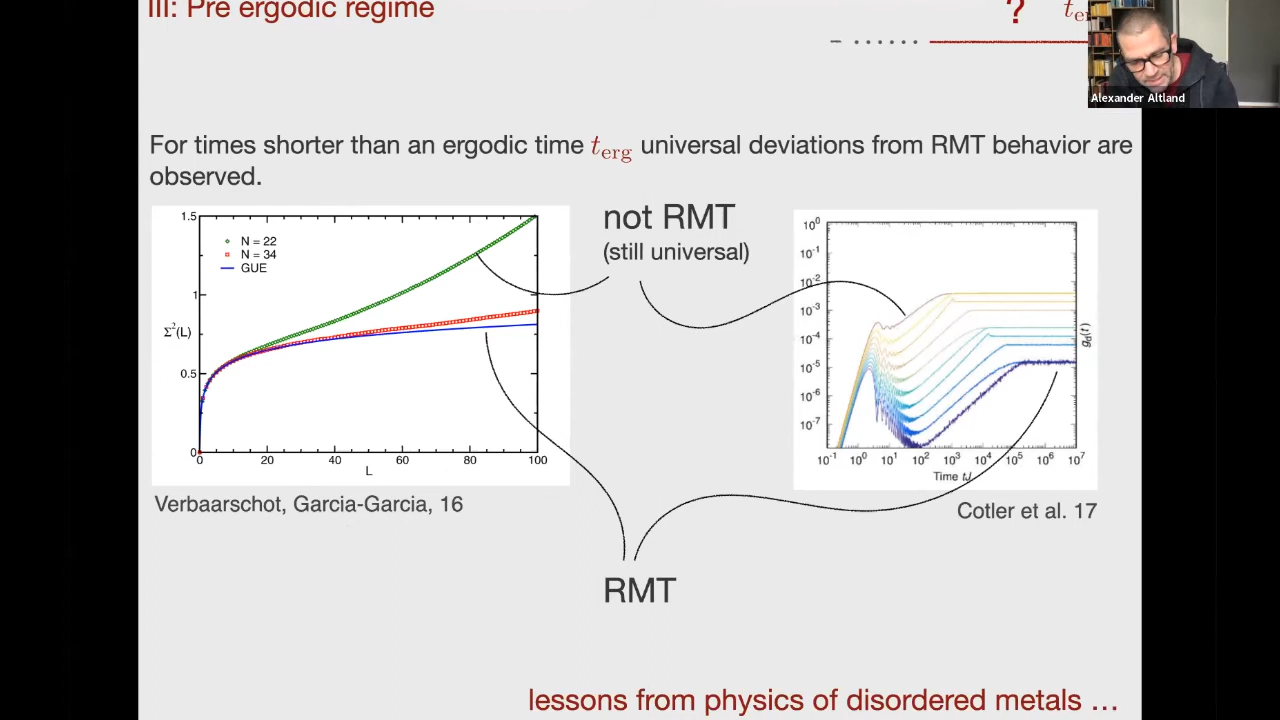 III: Pre ergodic regime
?
Alexander Altland
For times shorter than an ergodic time t_erg universal deviations from RMT behavior are
observed.
not RMT
(still universal)
1.5
1
0.5
0
Σ²(L)
N = 22
N = 34
GUE
0 20 40 60 80 100
L
10⁰
10⁻¹
10⁻²
10⁻³
10⁻⁴
10⁻⁵
10⁻⁶
10⁻⁷
10⁻¹ 10⁰ 10¹ 10² 10³ 10⁴ 10⁵ 10⁶ 10⁷
Time tJ
Verbaarschot, Garcia-Garcia, 16
Cotler et al. 17
RMT
lessons from physics of disordered metals ...